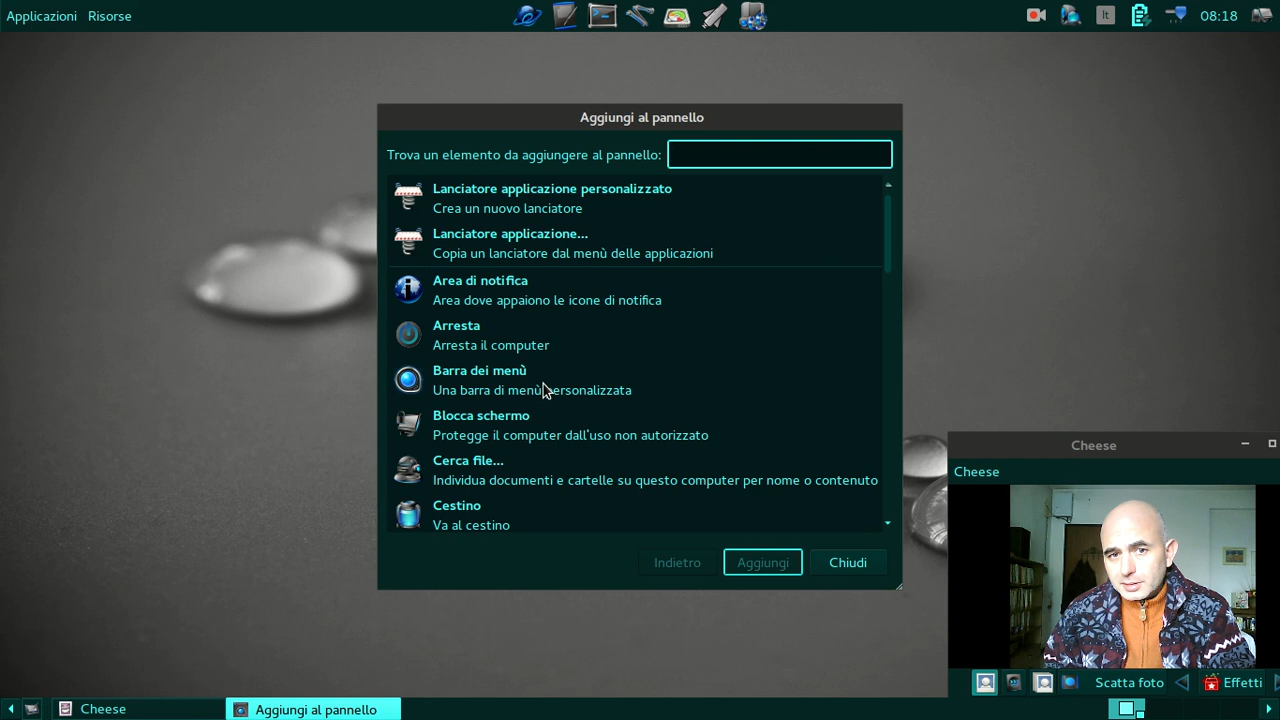 Applicazioni Risorse
It
08:18
Aggiungi al pannello
Trova un elemento da aggiungere al pannello:
Lanciatore applicazione personalizzato
Crea un nuovo lanciatore
Lanciatore applicazione...
Copia un lanciatore dal menù delle applicazioni
Area di notifica
Area dove appaiono le icone di notifica
Arresta
Arresta il computer
Barra dei menù
Una barra di menù personalizzata
Blocca schermo
Protegge il computer dall'uso non autorizzato
Cerca file...
Individua documenti e cartelle su questo computer per nome o contenuto
Cestino
Va al cestino
Indietro Aggiungi Chiudi
Cheese
Cheese
Scatta foto Effetti
Cheese Aggiungi al pannello